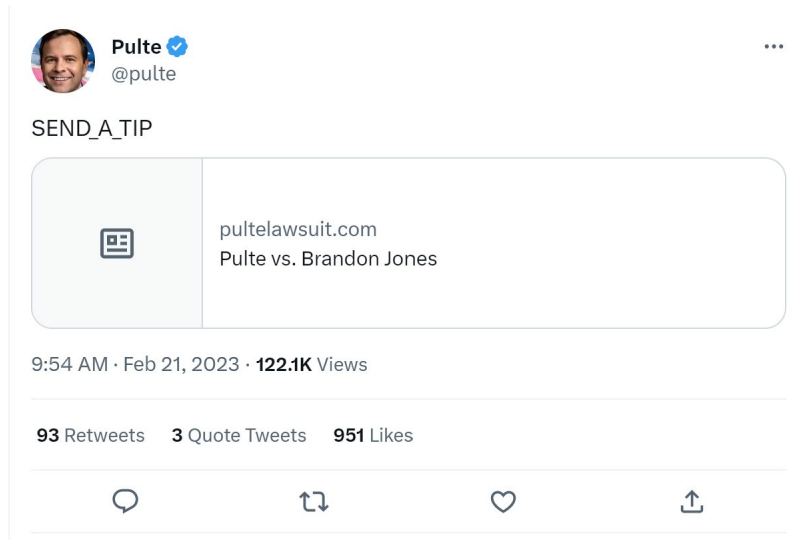 Pulte
@pulte
SEND_A_TIP
pultelawsuit.com
Pulte vs. Brandon Jones
9:54 AM · Feb 21, 2023 · 122.1K Views
93 Retweets 3 Quote Tweets 951 Likes